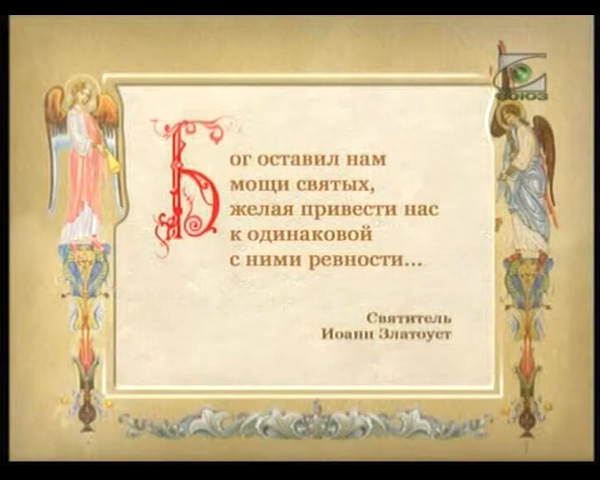 СОЮЗ
Бог оставил нам
мощи святых,
желая привести нас
к одинаковой
с ними ревности...
Святитель
Иоанн Златоуст